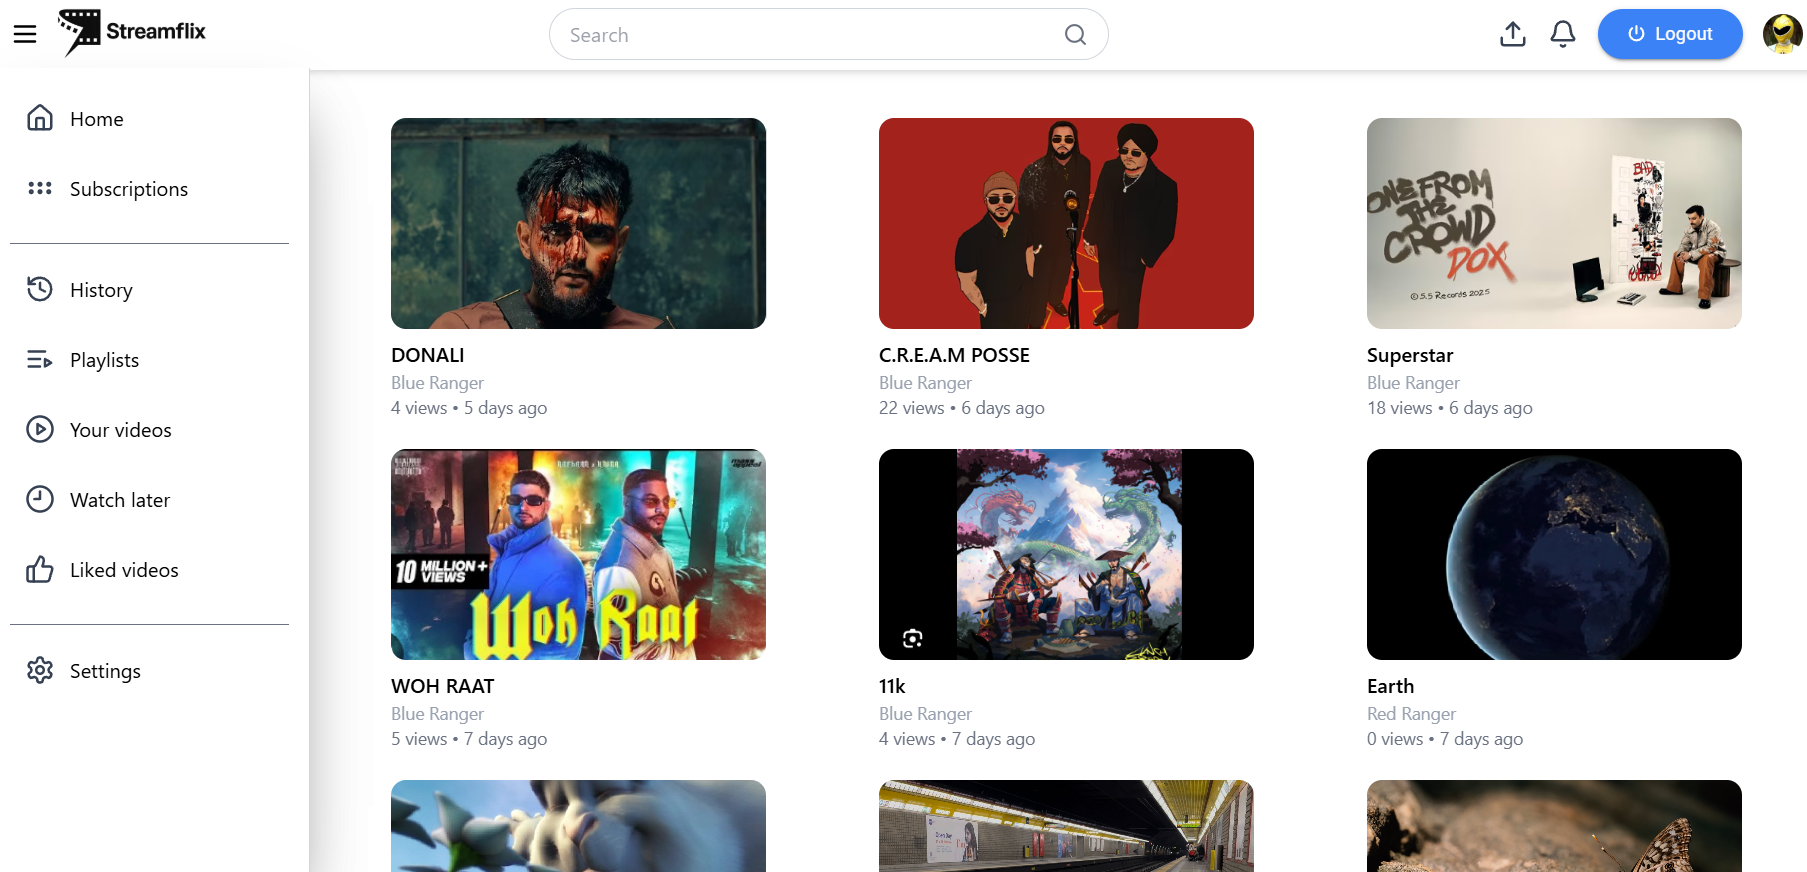 Streamflix
Search
Logout
Home
Subscriptions
History
Playlists
Your videos
Watch later
Liked videos
Settings
ONE FROM
THE
CROWD
DOX
© S.S Records 2025
BAD
DONALI
Blue Ranger
4 views • 5 days ago
C.R.E.A.M POSSE
Blue Ranger
22 views • 6 days ago
Superstar
Blue Ranger
18 views • 6 days ago
mass
appeal
10 MILLION+
VIEWS
Woh Raat
WOH RAAT
Blue Ranger
5 views • 7 days ago
11k
Blue Ranger
4 views • 7 days ago
Earth
Red Ranger
0 views • 7 days ago